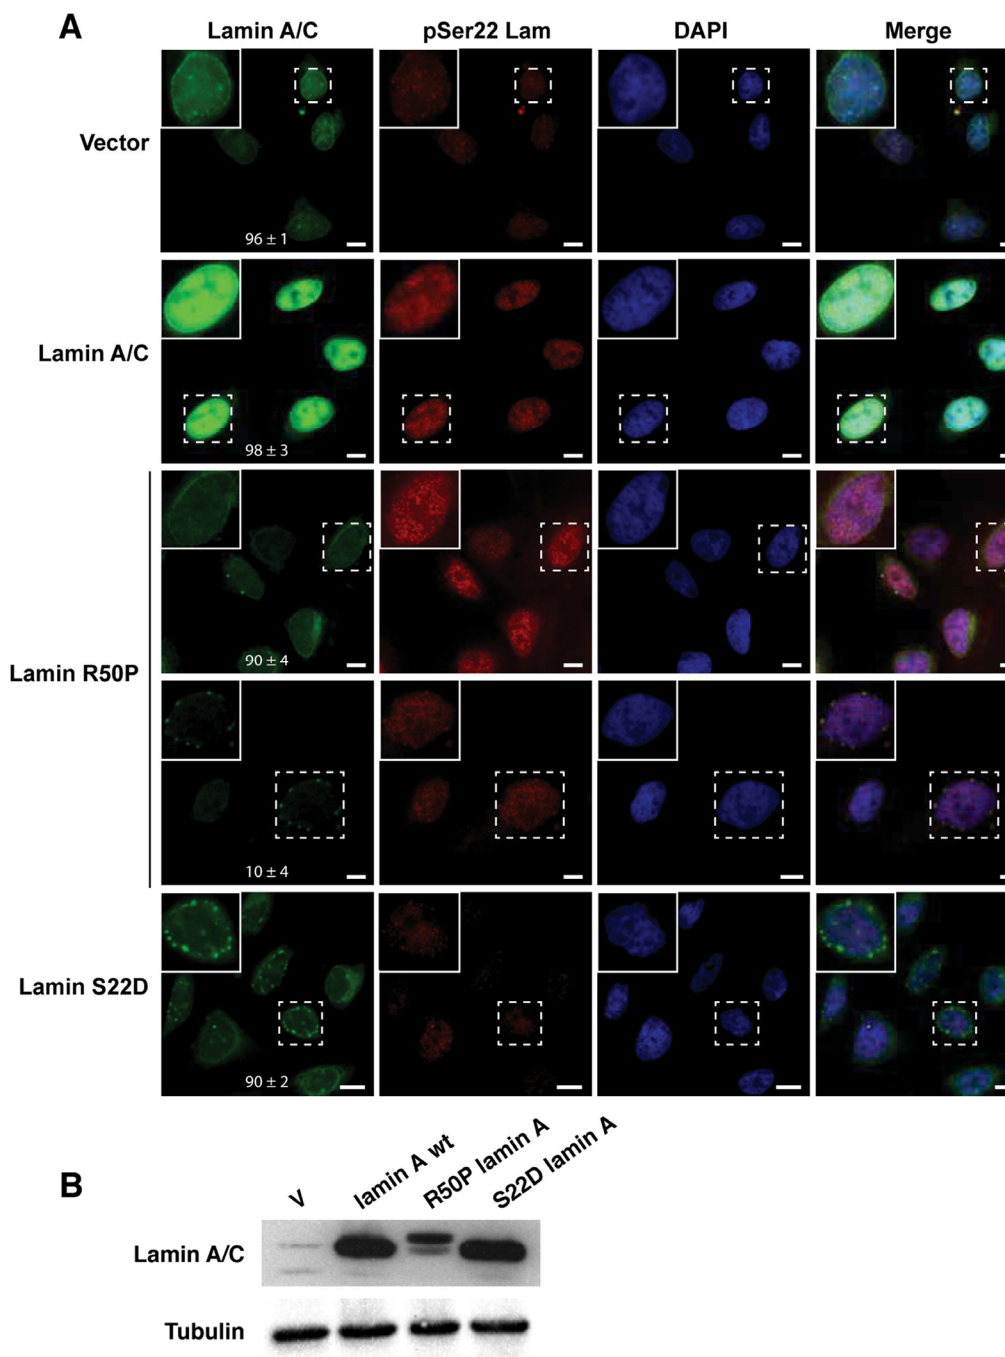 A
Lamin A/C pSer22 Lam DAPI Merge
Vector
96 ± 1
Lamin A/C
98 ± 3
Lamin R50P
90 ± 4
10 ± 4
Lamin S22D
90 ± 2
B
V lamin A wt R50P lamin A S22D lamin A
Lamin A/C
Tubulin